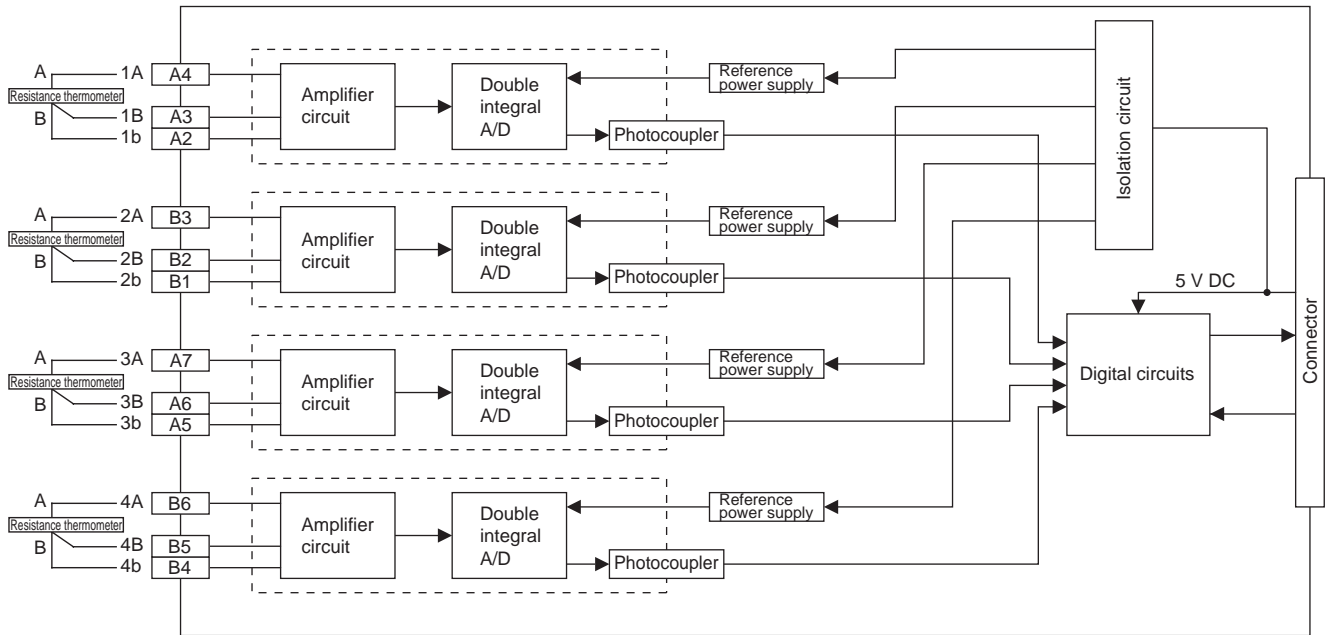 A
1A
A4
Resistance thermometer
B
1B
A3
1b
A2
Amplifier
circuit
Double
integral
A/D
Reference
power supply
Photocoupler
Isolation circuit
A
2A
B3
Resistance thermometer
B
2B
B2
2b
B1
Amplifier
circuit
Double
integral
A/D
Reference
power supply
Photocoupler
5 V DC
Digital circuits
Connector
A
3A
A7
Resistance thermometer
B
3B
A6
3b
A5
Amplifier
circuit
Double
integral
A/D
Reference
power supply
Photocoupler
A
4A
B6
Resistance thermometer
B
4B
B5
4b
B4
Amplifier
circuit
Double
integral
A/D
Reference
power supply
Photocoupler